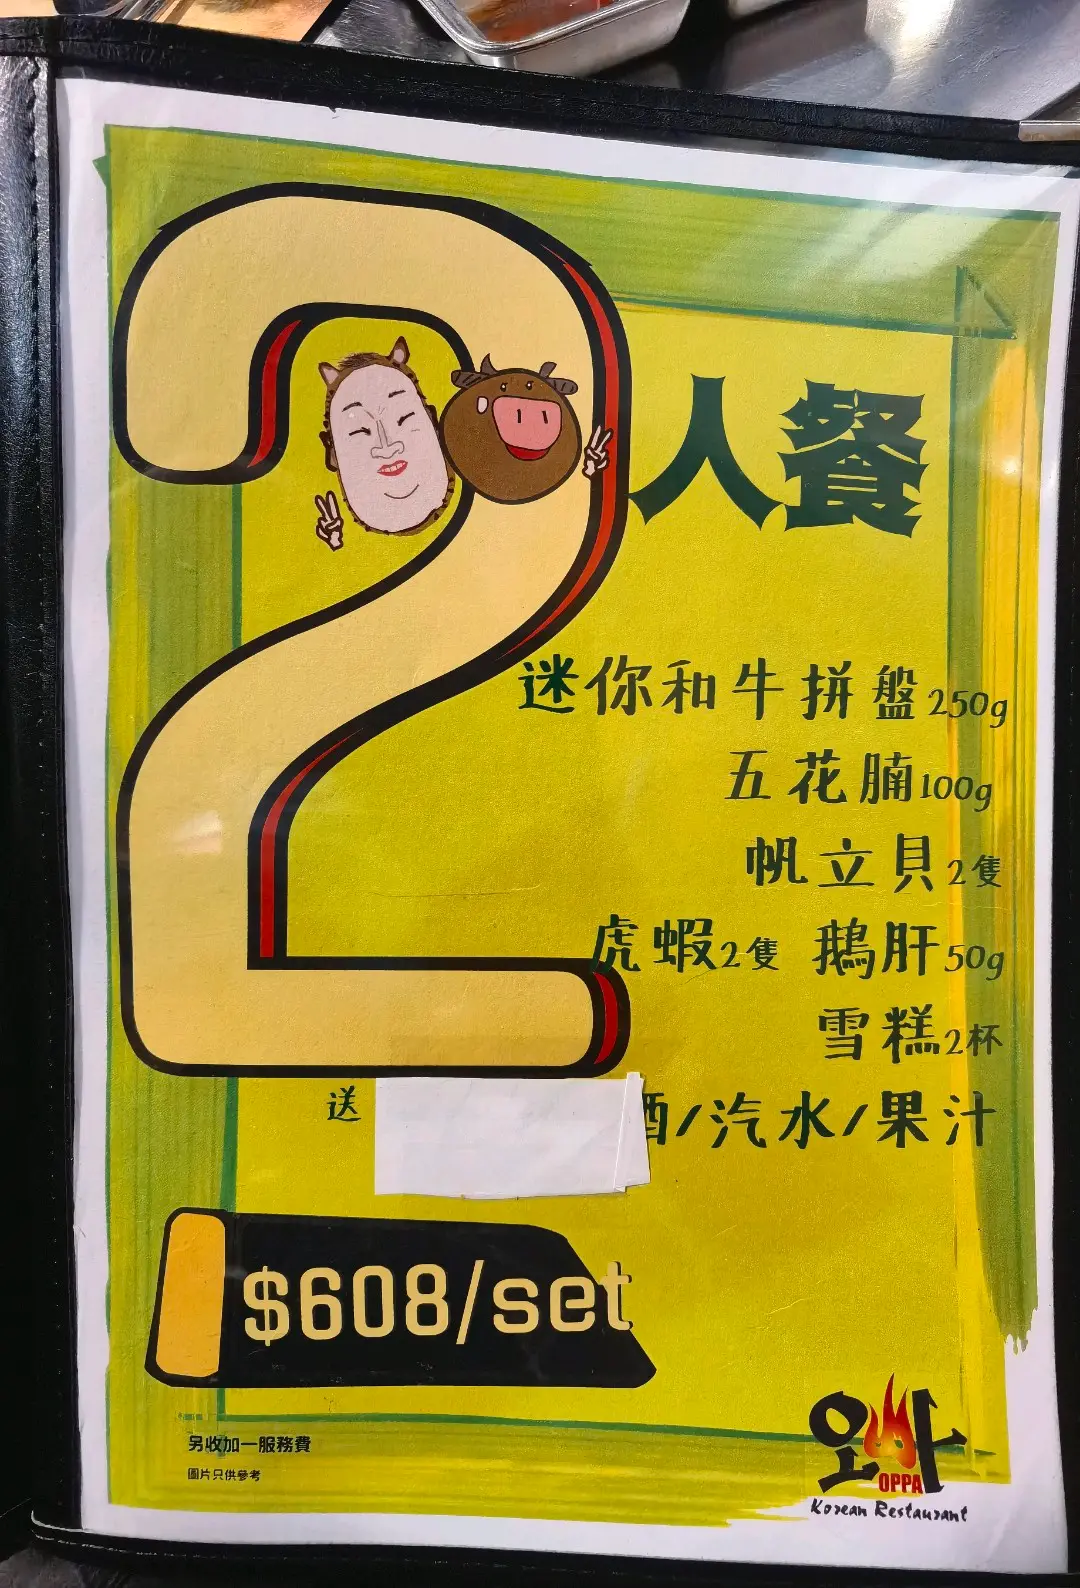 2人餐
迷你和牛拼盤250g
五花腩100g
帆立貝2隻
虎蝦2隻 鵝肝50g
雪糕2杯
送 酒/汽水/果汁
$608/set
另收加一服務費
圖片只供參考
와
OPPA
Korean Restaurant